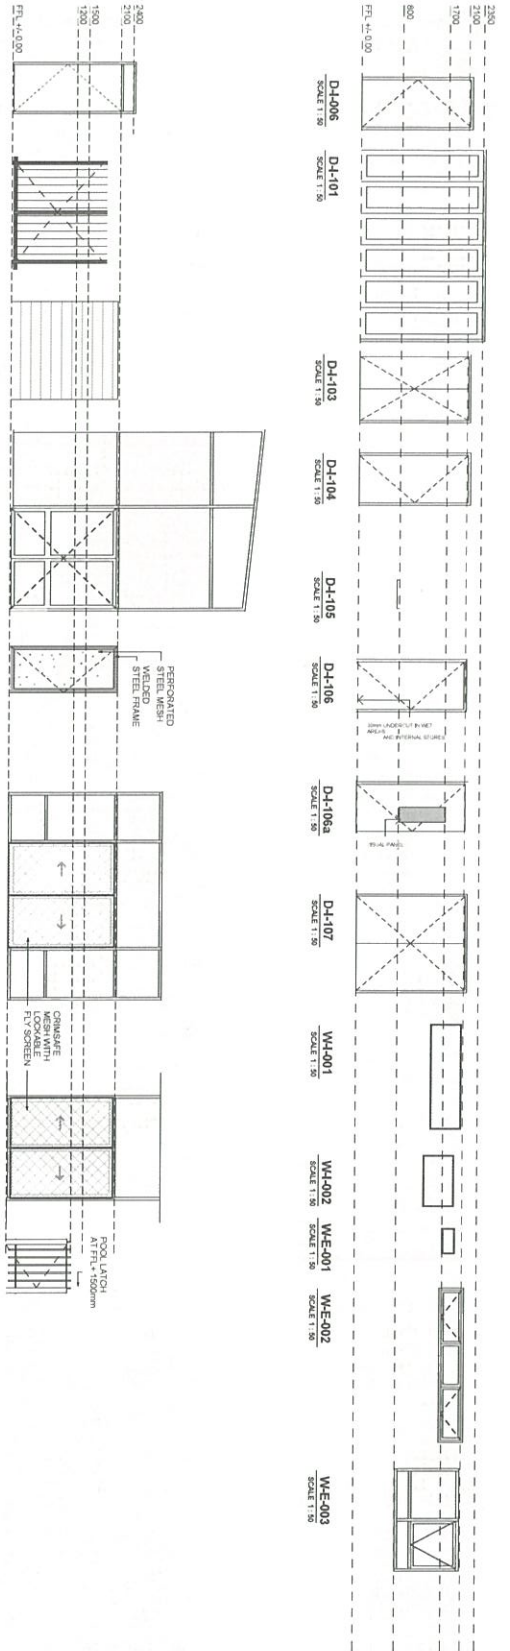 2350
2100
1700
800
FFL +/- 0.00
D-I-006
SCALE 1 : 50
D-I-101
SCALE 1 : 50
D-I-103
SCALE 1 : 50
D-I-104
SCALE 1 : 50
D-I-105
SCALE 1 : 50
D-I-106
SCALE 1 : 50
20mm UNDERCUT IN WET
AREAS
AND INTERNAL STORES
D-I-106a
SCALE 1 : 50
PANEL
D-I-107
SCALE 1 : 50
W-I-001
SCALE 1 : 50
W-I-002
SCALE 1 : 50
W-E-001
SCALE 1 : 50
W-E-002
SCALE 1 : 50
W-E-003
SCALE 1 : 50
2400
2100
1500
1200
FFL +/- 0.00
PERFORATED
STEEL MESH
WELDED
STEEL FRAME
CRIMSAFE
MESH WITH
LOCKABLE
FLY SCREEN
POOL LATCH
AT FFL+ 1500mm